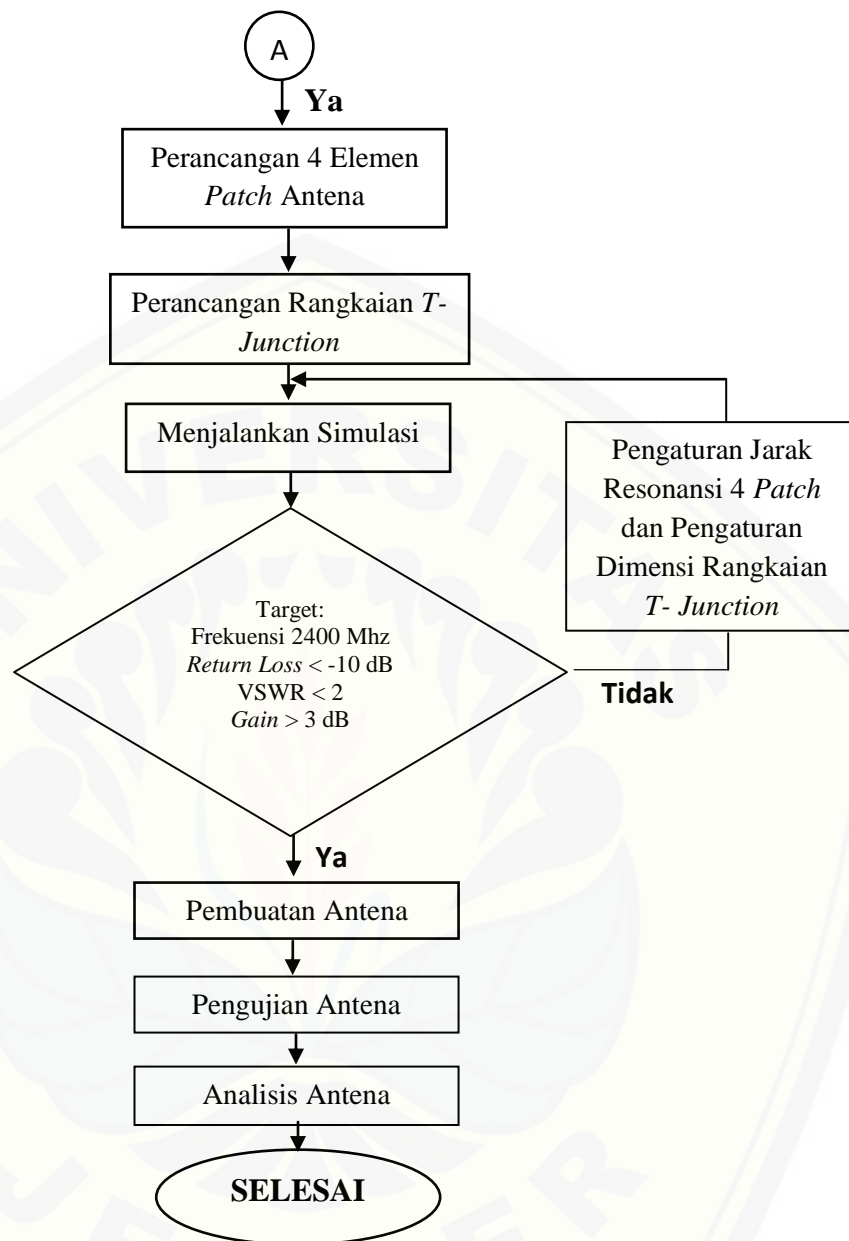 A
Ya
Perancangan 4 Elemen
Patch Antena
Perancangan Rangkaian T-
Junction
Menjalankan Simulasi
Pengaturan Jarak
Resonansi 4 Patch
dan Pengaturan
Dimensi Rangkaian
T- Junction
Target:
Frekuensi 2400 Mhz
Return Loss < -10 dB
VSWR < 2
Gain > 3 dB
Tidak
Ya
Pembuatan Antena
Pengujian Antena
Analisis Antena
SELESAI
UNIVERSITAS
JEMBER